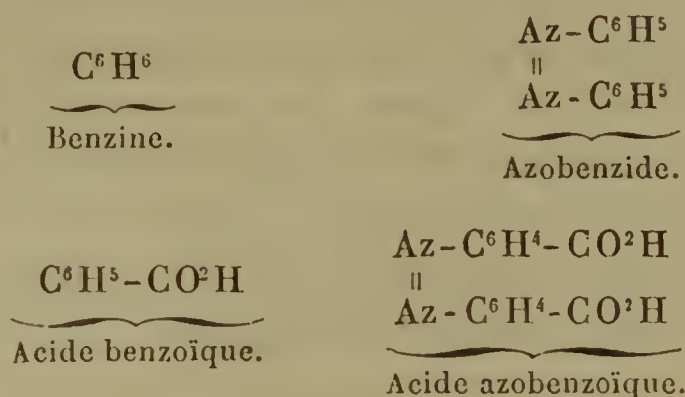 C⁶H⁶
Benzine.
Az-C⁶H⁵
||
Az-C⁶H⁵
Azobenzide.
C⁶H⁵-CO²H
Acide benzoïque.
Az-C⁶H⁴-CO²H
||
Az-C⁶H⁴-CO²H
Acide azobenzoïque.